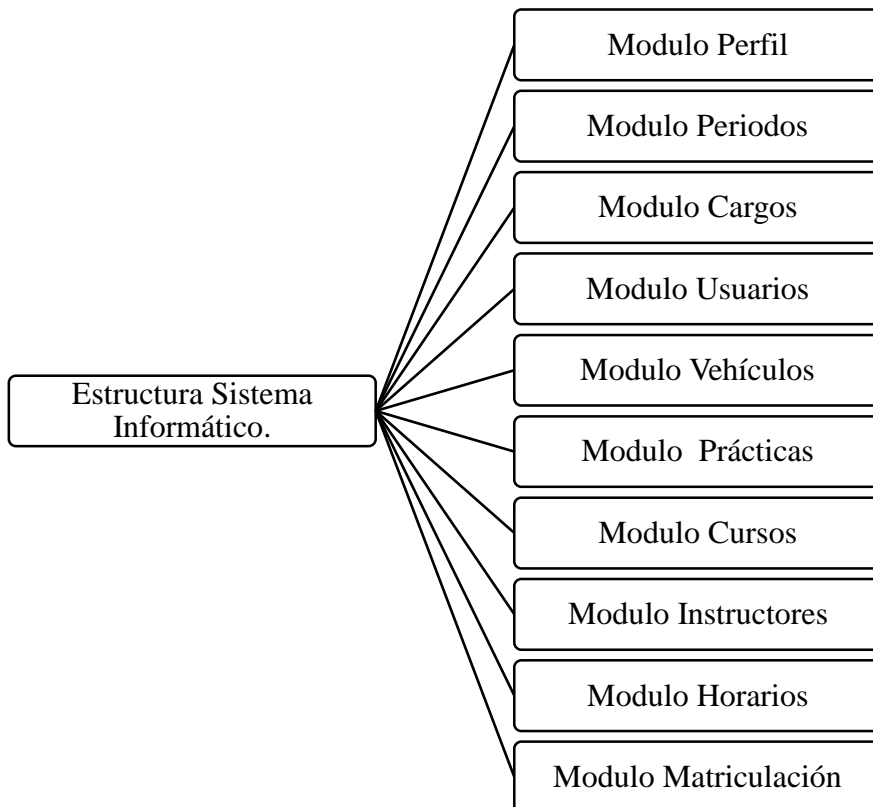 Modulo Perfil
Modulo Periodos
Modulo Cargos
Modulo Usuarios
Modulo Vehículos
Estructura Sistema
Informático.
Modulo  Prácticas
Modulo Cursos
Modulo Instructores
Modulo Horarios
Modulo Matriculación